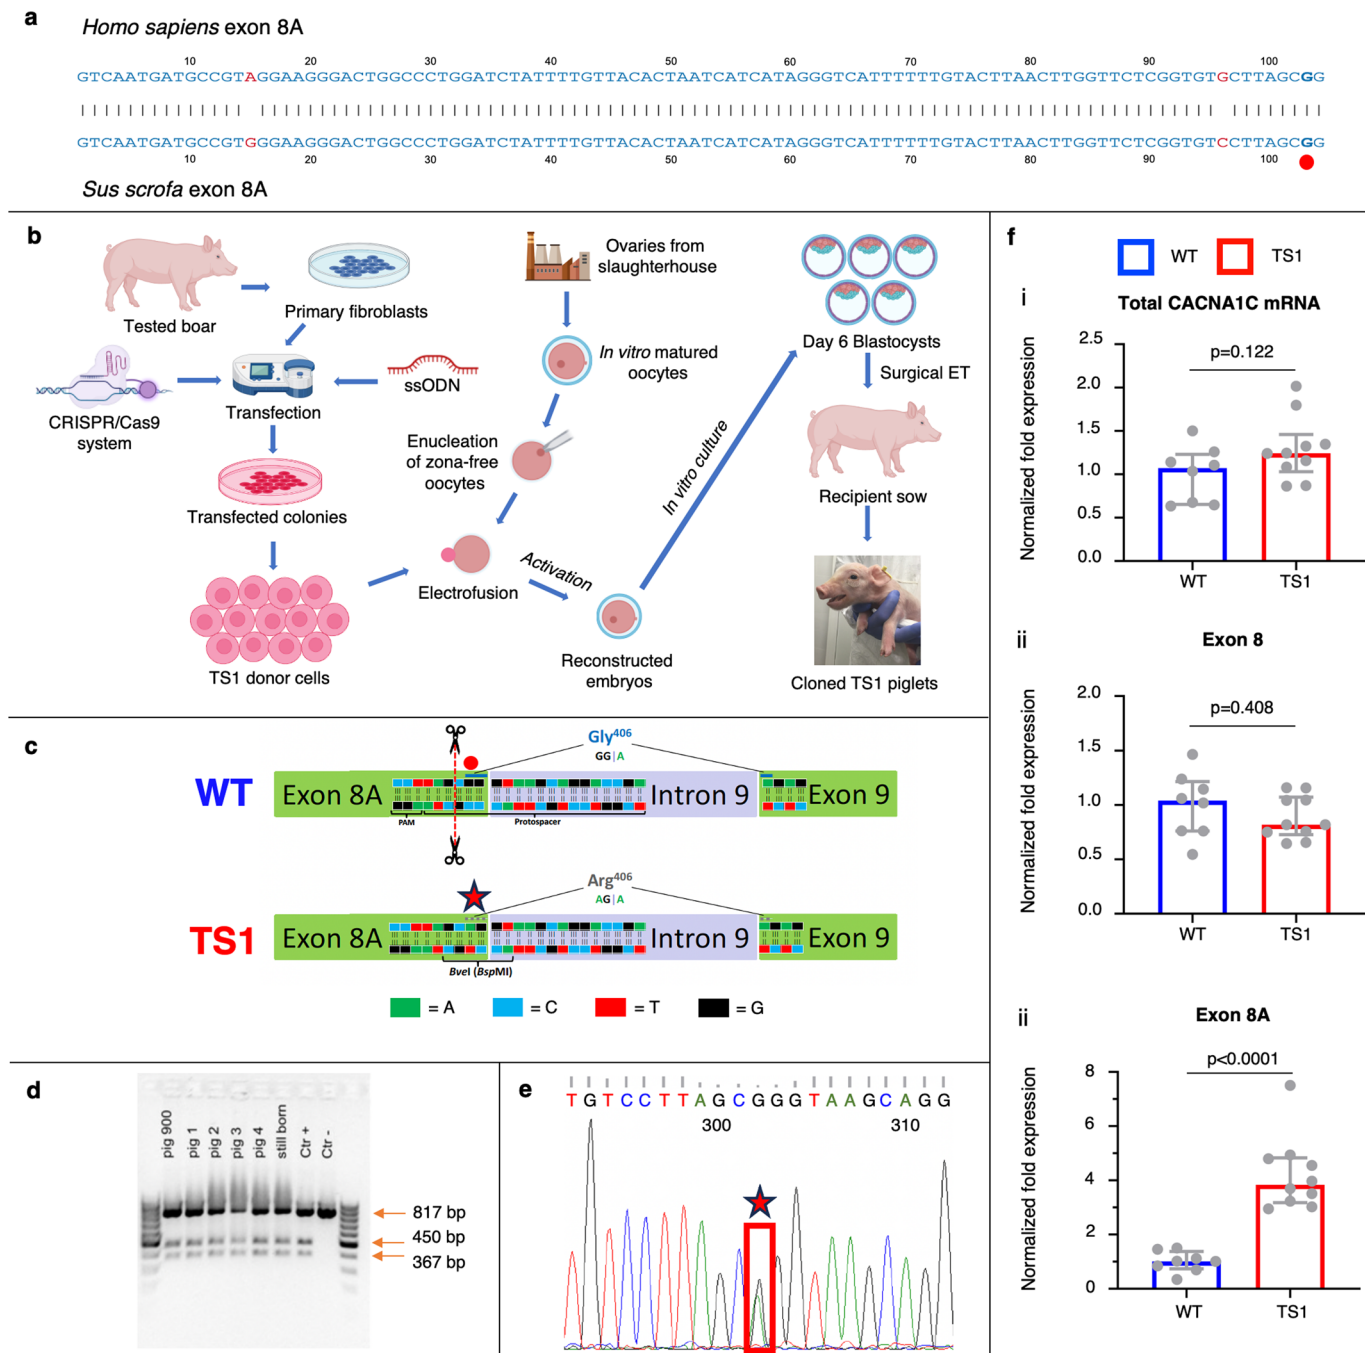 a
Homo sapiens exon 8A
10 20 30 40 50 60 70 80 90 100
GTCAATGATGCCGTAGGAAGGGACTGGCCCTGGATCTATTTTGTTACACTAATCATCATAGGGTCATTTTTTGTACTTAACTTGGTTCTCGGTGTGCTTAGCGG
GTCAATGATGCCGTGGGAAGGGACTGGCCCTGGATCTATTTTGTTACACTAATCATCATAGGGTCATTTTTTGTACTTAACTTGGTTCTCGGTGTCCTTAGCGG
10 20 30 40 50 60 70 80 90 100
Sus scrofa exon 8A
b
Tested boar
Primary fibroblasts
CRISPR/Cas9
system
Transfection
ssODN
Transfected colonies
TS1 donor cells
Ovaries from
slaughterhouse
In vitro matured
oocytes
Enucleation
of zona-free
oocytes
Electrofusion
Activation
Reconstructed
embryos
In vitro culture
Day 6 Blastocysts
Surgical ET
Recipient sow
Cloned TS1 piglets
c
WT
Gly406
GG|A
Exon 8A
Intron 9
Exon 9
PAM
Protospacer
TS1
Arg406
AG|A
Exon 8A
Intron 9
Exon 9
BveI (BspMI)
= A
= C
= T
= G
d
pig 900
pig 1
pig 2
pig 3
pig 4
still born
Ctr +
Ctr -
817 bp
450 bp
367 bp
e
T G T C C T T A G C G G G T A A G C A G G
300 310
f
WT
TS1
i
Total CACNA1C mRNA
Normalized fold expression
2.5
2.0
1.5
1.0
0.5
0.0
p=0.122
WT
TS1
ii
Exon 8
Normalized fold expression
2.0
1.5
1.0
0.5
0.0
p=0.408
WT
TS1
ii
Exon 8A
Normalized fold expression
8
6
4
2
0
p<0.0001
WT
TS1